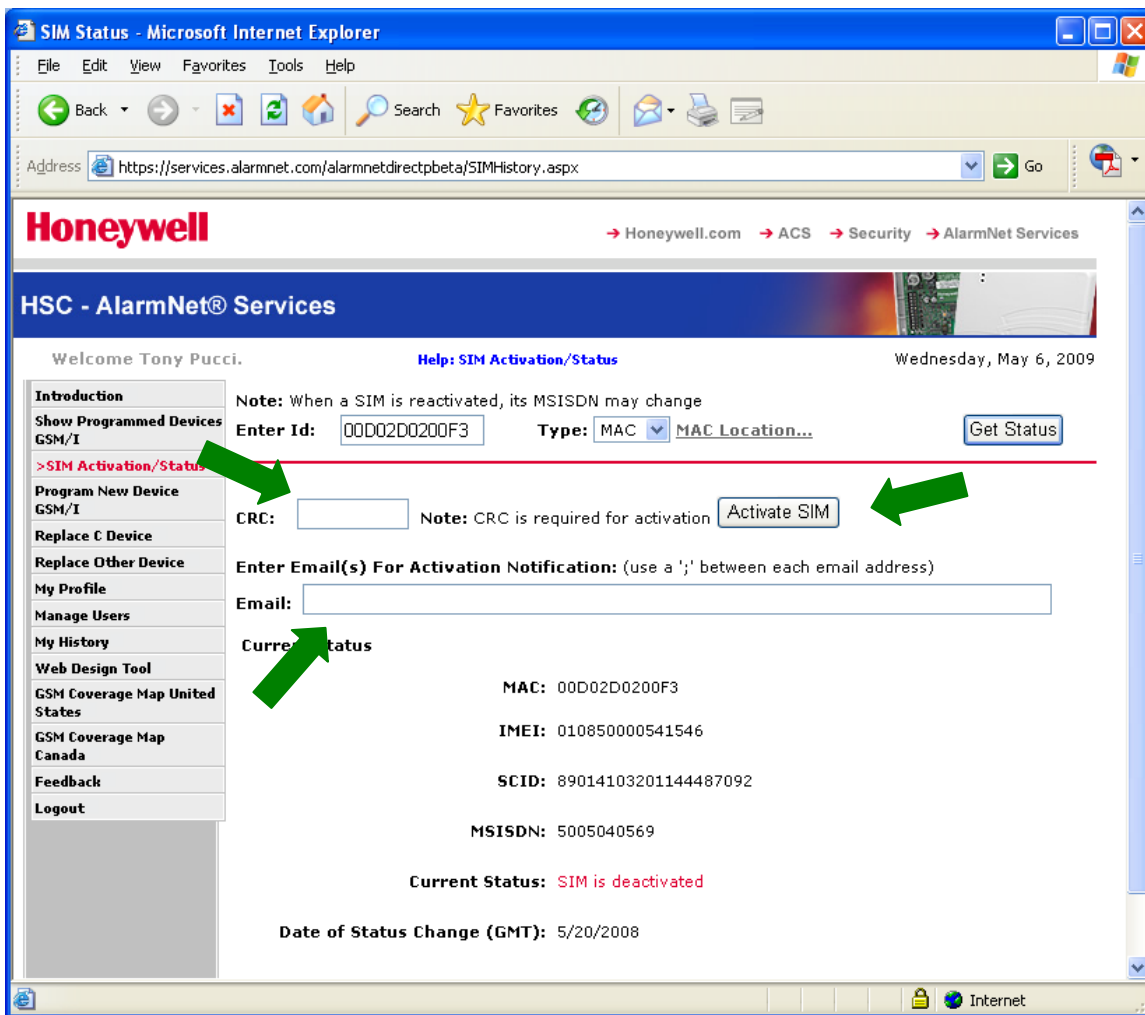 SIM Status - Microsoft Internet Explorer
File Edit View Favorites Tools Help
Back Search Favorites
Address https://services.alarmnet.com/alarmnetdirectpbeta/SIMHistory.aspx Go
Honeywell
Honeywell.com ACS Security AlarmNet Services
HSC - AlarmNet® Services
Welcome Tony Pucci. Help: SIM Activation/Status Wednesday, May 6, 2009
Introduction
Show Programmed Devices
GSM/I
>SIM Activation/Status
Program New Device
GSM/I
Replace C Device
Replace Other Device
My Profile
Manage Users
My History
Web Design Tool
GSM Coverage Map United
States
GSM Coverage Map
Canada
Feedback
Logout
Note: When a SIM is reactivated, its MSISDN may change
Enter Id: 00D02D0200F3 Type: MAC MAC Location... Get Status
CRC: Note: CRC is required for activation Activate SIM
Enter Email(s) For Activation Notification: (use a ';' between each email address)
Email:
Current Status
MAC: 00D02D0200F3
IMEI: 010850000541546
SCID: 89014103201144487092
MSISDN: 5005040569
Current Status: SIM is deactivated
Date of Status Change (GMT): 5/20/2008
Internet